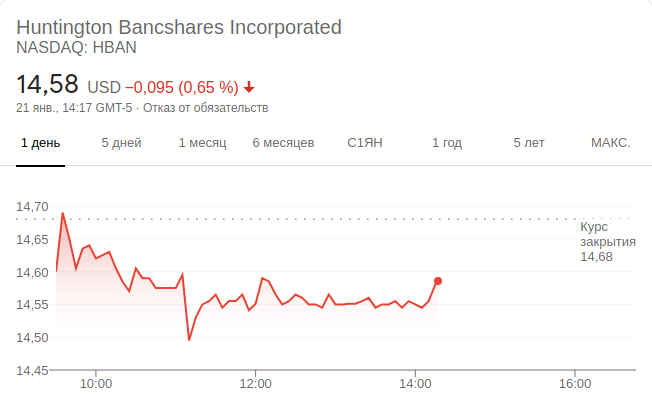 Huntington Bancshares Incorporated
NASDAQ: HBAN
14,58 USD −0,095 (0,65 %)
21 янв., 14:17 GMT-5 · Отказ от обязательств
1 день 5 дней 1 месяц 6 месяцев С1ЯН 1 год 5 лет МАКС.
14,70
Курс
14,65
закрытия
14,68
14,60
14,55
14,50
14,45
10:00 12:00 14:00 16:00